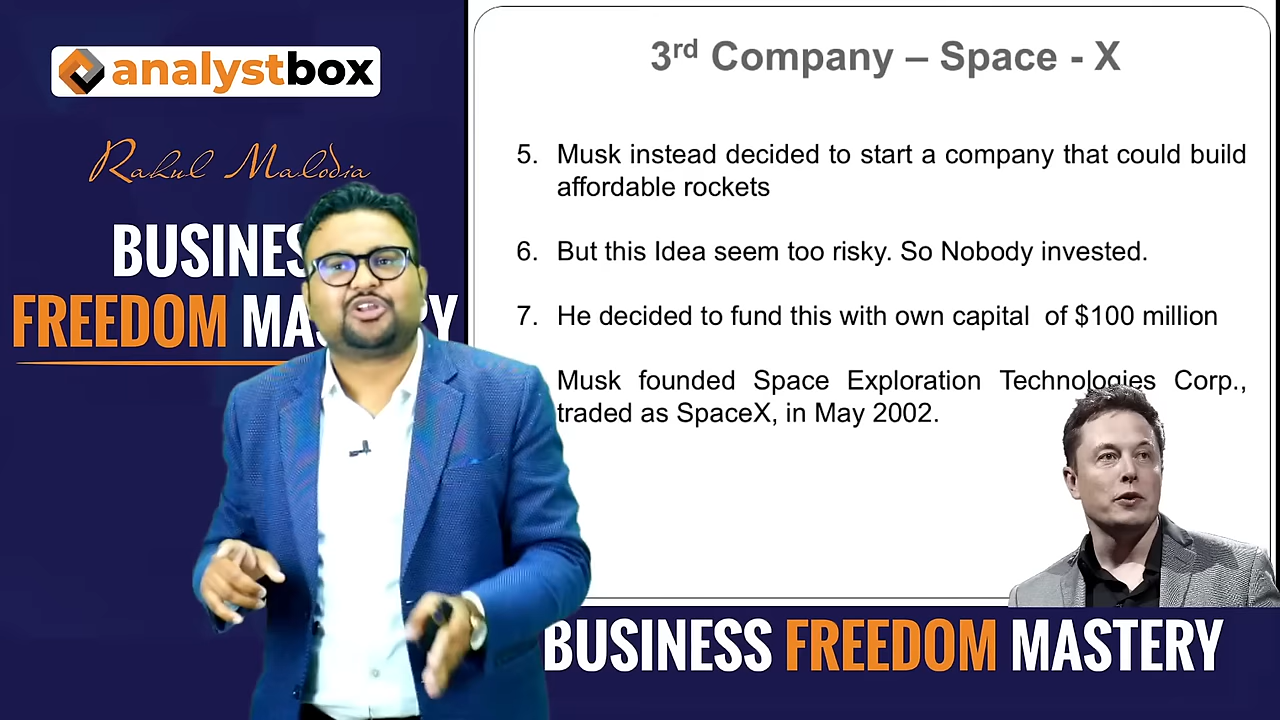 analystbox
Rahul Malodia
BUSINES
FREEDOM MA Y
3rd Company – Space - X
5. Musk instead decided to start a company that could build
affordable rockets
6. But this Idea seem too risky. So Nobody invested.
7. He decided to fund this with own capital of $100 million
Musk founded Space Exploration Technologies Corp.,
traded as SpaceX, in May 2002.
BUSINESS FREEDOM MASTERY